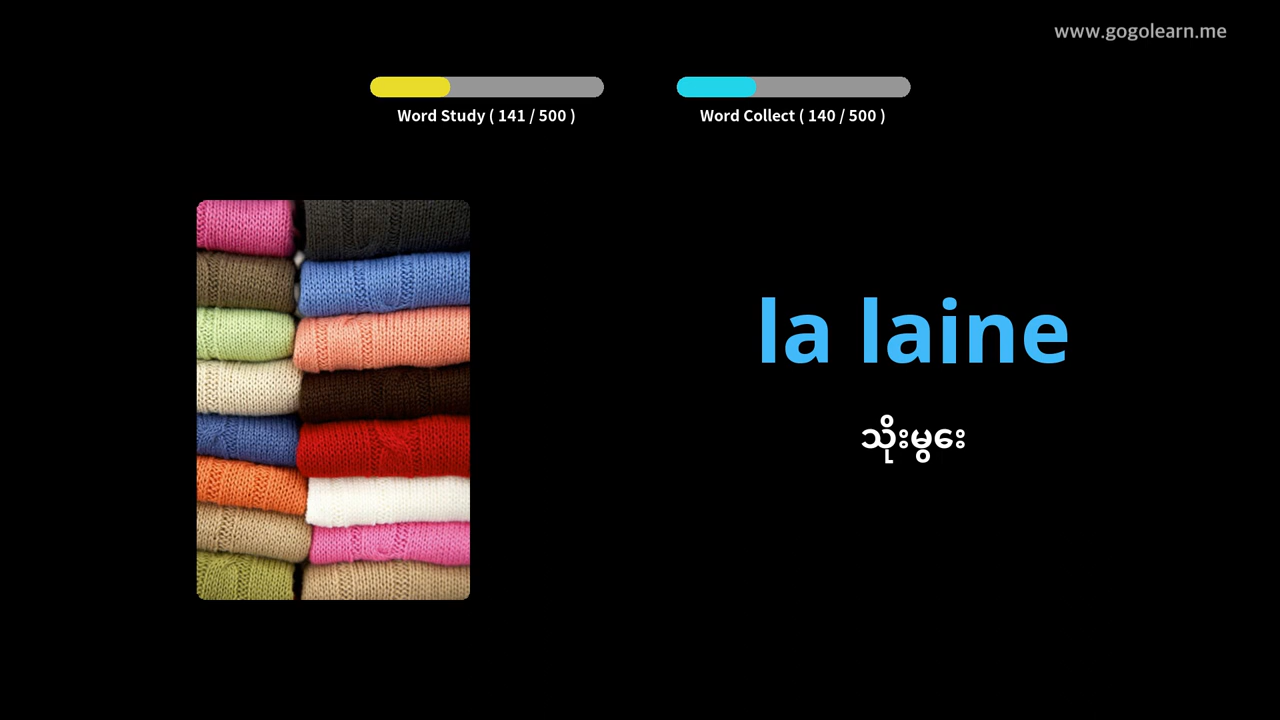 www.gogolearn.me
Word Study ( 141 / 500 )
Word Collect ( 140 / 500 )
la laine
သိုးမွှေး